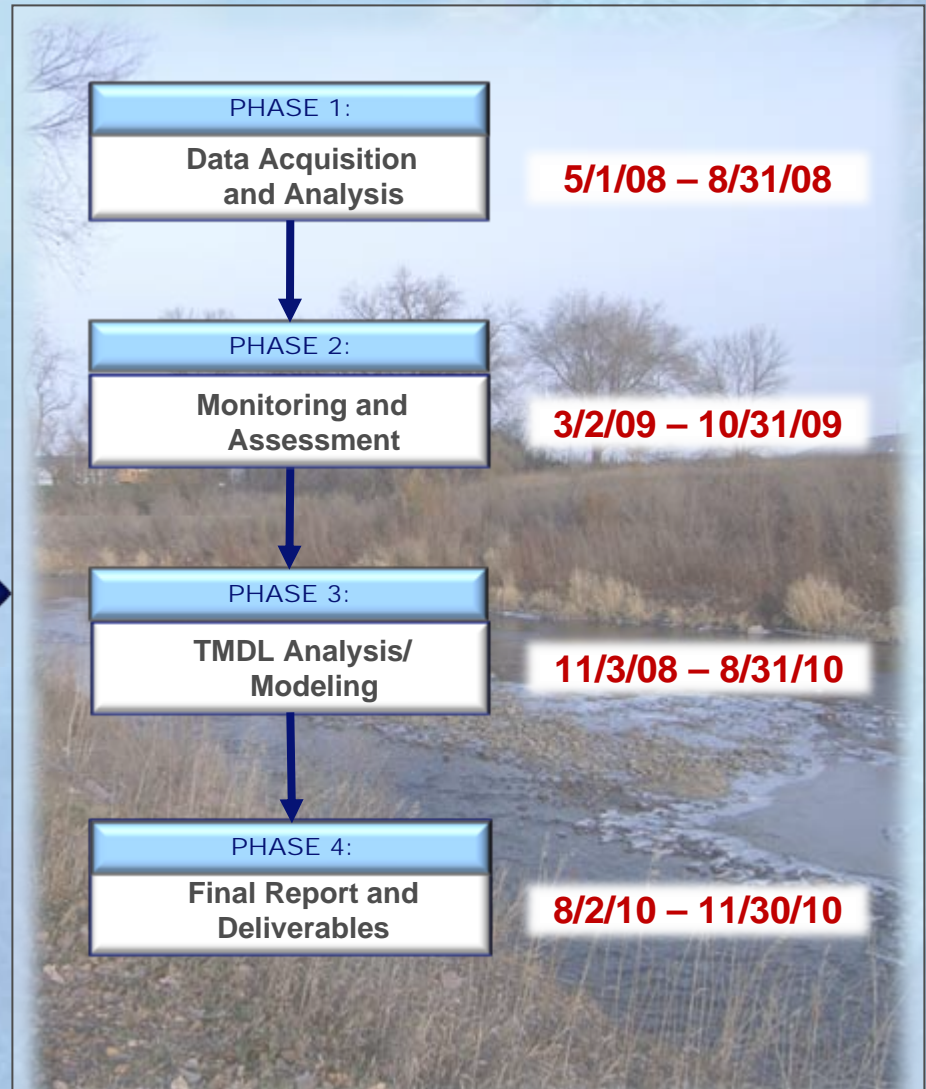 PHASE 1:
Data Acquisition
and Analysis
5/1/08 – 8/31/08
PHASE 2:
Monitoring and
Assessment
3/2/09 – 10/31/09
PHASE 3:
TMDL Analysis/
Modeling
11/3/08 – 8/31/10
PHASE 4:
Final Report and
Deliverables
8/2/10 – 11/30/10